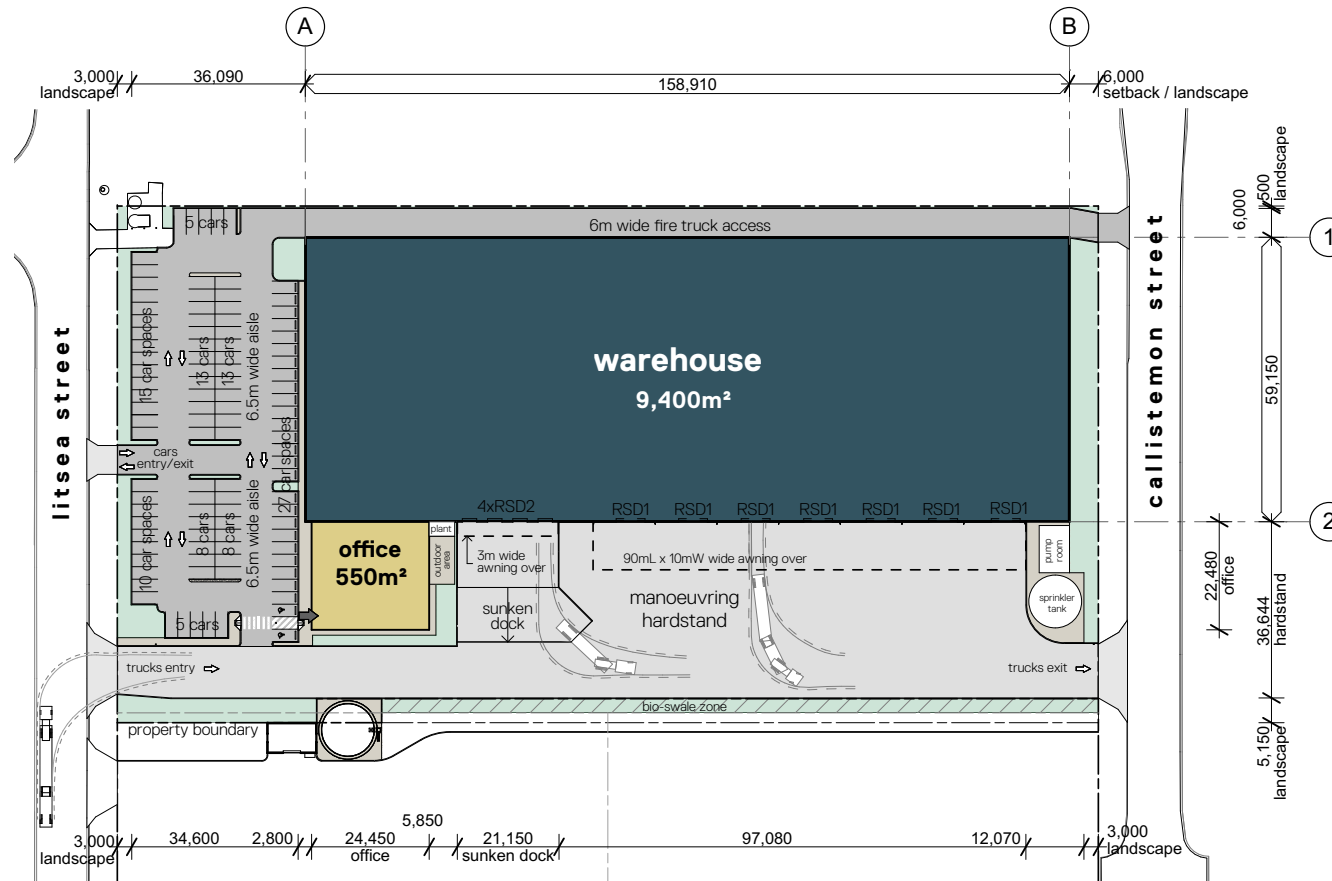 A
B
3,000
landscape
36,090
158,910
6,000
setback / landscape
500
landscape
6,000
5 cars
6m wide fire truck access
1
callistemon street
litsea street
15 car spaces
13 cars
13 cars
6.5m wide aisle
27 car spaces
warehouse
9,400m²
59,150
cars
entry/exit
10 car spaces
8 cars
8 cars
6.5m wide aisle
4xRSD2
RSD1
RSD1
RSD1
RSD1
RSD1
RSD1
RSD1
2
plant
office
550m²
outdoor
area
3m wide
awning over
90mL x 10mW wide awning over
pump
room
sprinkler
tank
22,480
office
36,644
hardstand
manoeuvring
hardstand
sunken
dock
5 cars
trucks entry
trucks exit
bio-swale zone
property boundary
5,150
landscape
3,000
landscape
34,600
2,800
24,450
office
5,850
21,150
sunken dock
97,080
12,070
3,000
landscape